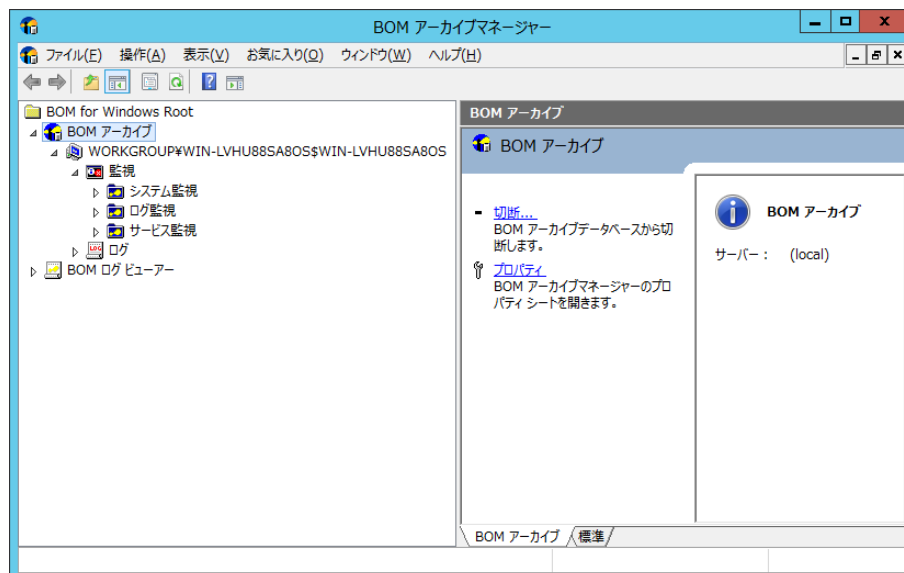 BOM アーカイブマネージャー
ファイル(F) 操作(A) 表示(V) お気に入り(O) ウィンドウ(W) ヘルプ(H)
BOM for Windows Root
BOM アーカイブ
WORKGROUP¥WIN-LVHU88SA8OS$WIN-LVHU88SA8OS
監視
システム監視
ログ監視
サービス監視
ログ
BOM ログ ビューアー
BOM アーカイブ
BOM アーカイブ
切断...
BOM アーカイブデータベースから切
断します。
プロパティ
BOM アーカイブマネージャーのプロ
パティ シートを開きます。
BOM アーカイブ
サーバー： (local)
BOM アーカイブ 標準